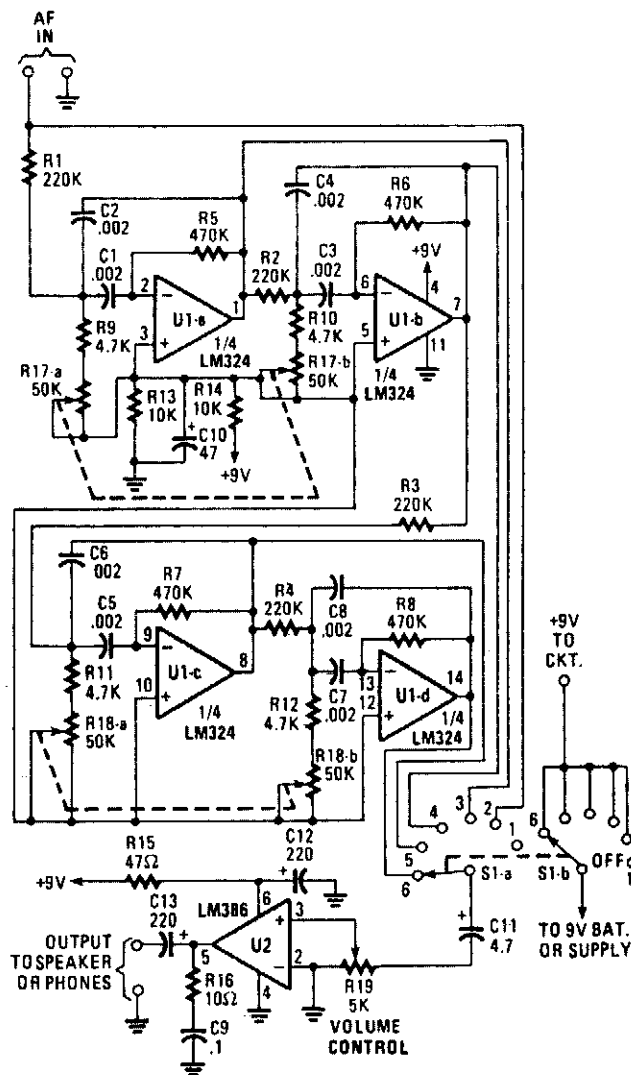 AF
IN
R1
220K
C2
.002
C1
.002
R5
470K
2
1
3
U1-a
1/4
LM324
R9
4.7K
R17-a
50K
R13
10K
R14
10K
C10
47
+
+9V
R2
220K
C4
.002
C3
.002
R6
470K
+9V
6
4
7
5
11
U1-b
1/4
LM324
R10
4.7K
R17-b
50K
R3
220K
C6
002
C5
.002
R7
470K
9
8
10
U1-c
1/4
LM324
R11
4.7K
R18-a
50K
R4
220K
C8
.002
R8
470K
C7
.002
13
12
14
U1-d
1/4
LM324
R12
4.7K
R18-b
50K
+9V
TO
CKT.
6
OFF
1
S1-b
TO 9V BAT.
OR SUPPLY
4
3
2
5
1
6
S1-a
+
C11
4.7
R15
47Ω
+9V
C12
220
+
C13
220
+
LM386
6
3
U2
5
2
4
OUTPUT
TO SPEAKER
OR PHONES
R16
10Ω
C9
.1
R19
5K
VOLUME
CONTROL